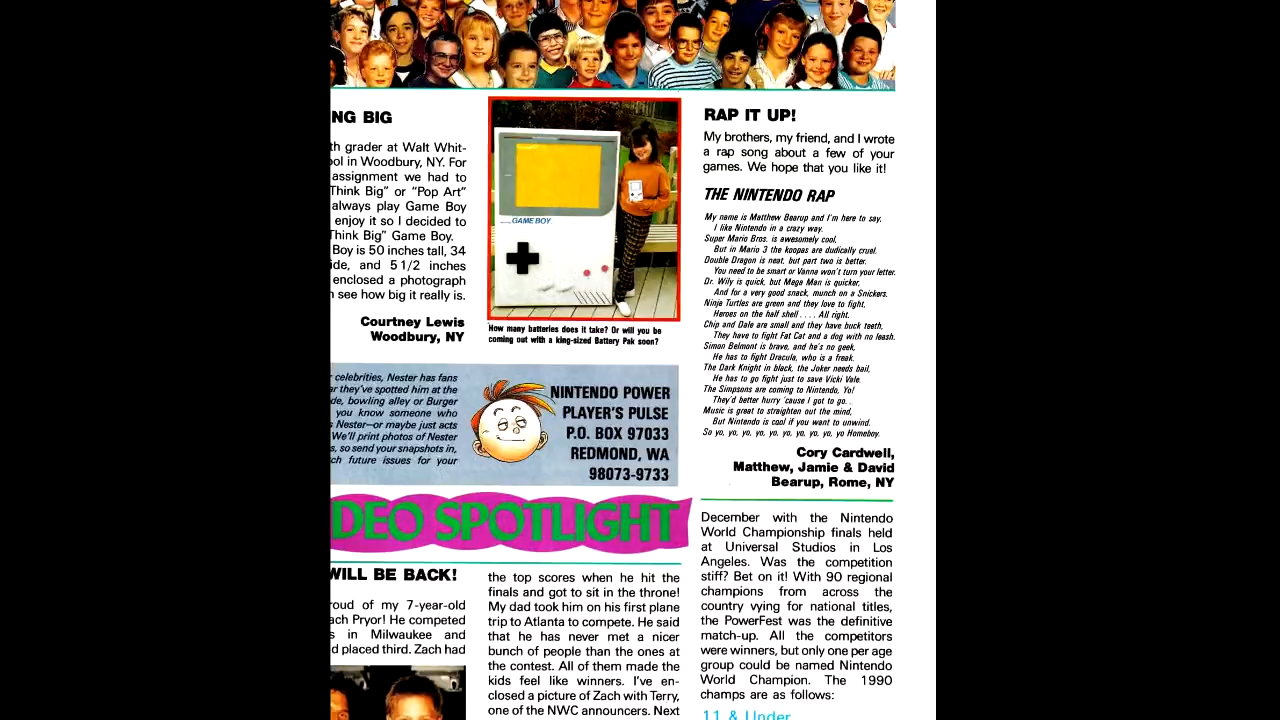 NG BIG
th grader at Walt Whit-
ol in Woodbury, NY. For
assignment we had to
Think Big" or "Pop Art"
always play Game Boy
enjoy it so I decided to
Think Big" Game Boy.
Boy is 50 inches tall, 34
ide, and 5 1/2 inches
enclosed a photograph
see how big it really is.
Courtney Lewis
Woodbury, NY
GAME BOY
How many batteries does it take? Or will you be
coming out with a king-sized Battery Pak soon?
RAP IT UP!
My brothers, my friend, and I wrote
a rap song about a few of your
games. We hope that you like it!
THE NINTENDO RAP
My name is Matthew Bearup and I'm here to say,
I like Nintendo in a crazy way.
Super Mario Bros. is awesomely cool,
But in Mario 3 the koopas are dudically cruel.
Double Dragon is neat, but part two is better.
You need to be smart or Vanna won't turn your letter.
Dr. Wily is quick, but Mega Man is quicker,
And for a very good snack, munch on a Snickers.
Ninja Turtles are green and they love to fight,
Heroes on the half shell . . . . All right.
Chip and Dale are small and they have buck teeth,
They have to fight Fat Cat and a dog with no leash.
Simon Belmont is brave, and he's no geek,
He has to fight Dracula, who is a freak.
The Dark Knight in black, the Joker needs bail,
He has to go fight just to save Vicki Vale.
The Simpsons are coming to Nintendo, Yo!
They'd better hurry 'cause I got to go. .
Music is great to straighten out the mind,
But Nintendo is cool if you want to unwind.
So yo, yo, yo, yo, yo, yo, yo, yo, yo, yo Homeboy.
Cory Cardwell,
Matthew, Jamie & David
Bearup, Rome, NY
celebrities, Nester has fans
r they've spotted him at the
de, bowling alley or Burger
you know someone who
Nester—or maybe just acts
We'll print photos of Nester
s, so send your snapshots in,
ch future issues for your
NINTENDO POWER
PLAYER'S PULSE
P.O. BOX 97033
REDMOND, WA
98073-9733
DEO SPOTLIGHT
WILL BE BACK!
roud of my 7-year-old
ach Pryor! He competed
s in Milwaukee and
d placed third. Zach had
the top scores when he hit the
finals and got to sit in the throne!
My dad took him on his first plane
trip to Atlanta to compete. He said
that he has never met a nicer
bunch of people than the ones at
the contest. All of them made the
kids feel like winners. I've en-
closed a picture of Zach with Terry,
one of the NWC announcers. Next
December with the Nintendo
World Championship finals held
at Universal Studios in Los
Angeles. Was the competition
stiff? Bet on it! With 90 regional
champions from across the
country vying for national titles,
the PowerFest was the definitive
match-up. All the competitors
were winners, but only one per age
group could be named Nintendo
World Champion. The 1990
champs are as follows:
11 & Under